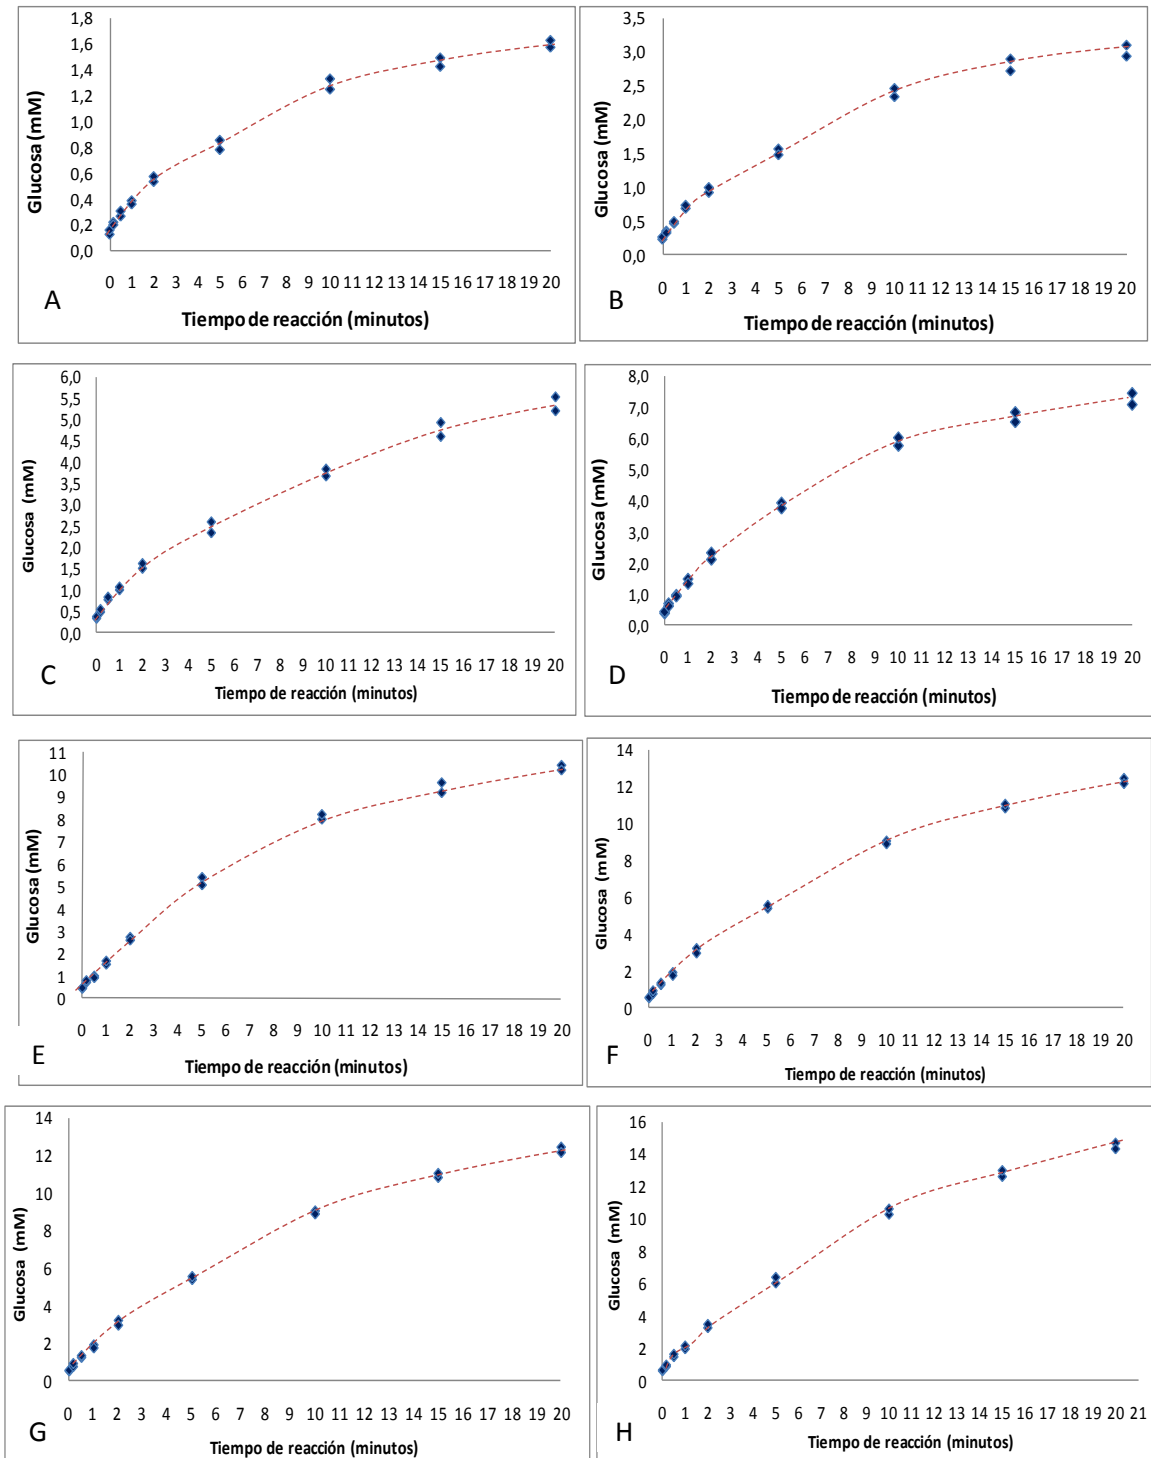 1,8
1,6
1,4
1,2
1,0
0,8
0,6
0,4
0,2
0,0
Glucosa (mM)
0 1 2 3 4 5 6 7 8 9 10 11 12 13 14 15 16 17 18 19 20
A
Tiempo de reacción (minutos)
3,5
3,0
2,5
2,0
1,5
1,0
0,5
0,0
Glucosa (mM)
0 1 2 3 4 5 6 7 8 9 10 11 12 13 14 15 16 17 18 19 20
B
Tiempo de reacción (minutos)
6,0
5,5
5,0
4,5
4,0
3,5
3,0
2,5
2,0
1,5
1,0
0,5
0,0
Glucosa (mM)
0 1 2 3 4 5 6 7 8 9 10 11 12 13 14 15 16 17 18 19 20
C
Tiempo de reacción (minutos)
8,0
7,0
6,0
5,0
4,0
3,0
2,0
1,0
0,0
Glucosa (mM)
0 1 2 3 4 5 6 7 8 9 10 11 12 13 14 15 16 17 18 19 20
D
Tiempo de reacción (minutos)
11
10
9
8
7
6
5
4
3
2
1
0
Glucosa (mM)
0 1 2 3 4 5 6 7 8 9 10 11 12 13 14 15 16 17 18 19 20
E
Tiempo de reacción (minutos)
14
12
10
8
6
4
2
0
Glucosa (mM)
0 1 2 3 4 5 6 7 8 9 10 11 12 13 14 15 16 17 18 19 20
F
Tiempo de reacción (minutos)
14
12
10
8
6
4
2
0
Glucosa (mM)
0 1 2 3 4 5 6 7 8 9 10 11 12 13 14 15 16 17 18 19 20
G
Tiempo de reacción (minutos)
16
14
12
10
8
6
4
2
0
Glucosa (mM)
0 1 2 3 4 5 6 7 8 9 10 11 12 13 14 15 16 17 18 19 20 21
H
Tiempo de reacción (minutos)